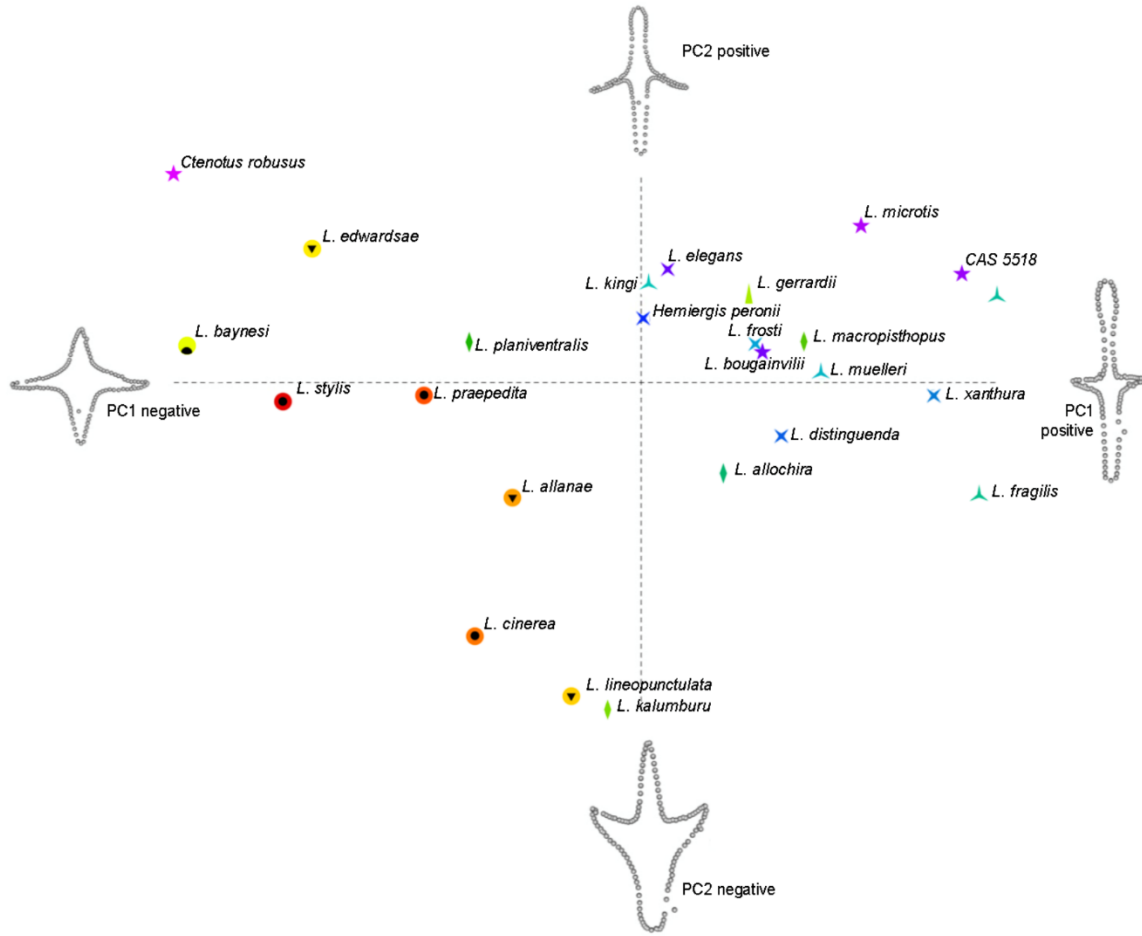 PC2 positive
Ctenotus robusus
L. microtis
L. edwardsae
L. elegans
CAS 5518
L. kingi
L. gerrardii
Hemiergis peronii
L. baynesi
L. frosti
L. macropisthopus
L. planiventralis
L. bougainvilii
L. muelleri
L. stylis
L. praepedita
L. xanthura
PC1 negative
PC1
positive
L. distinguenda
L. allochira
L. allanae
L. fragilis
L. cinerea
L. lineopunctulata
L. kalumburu
PC2 negative